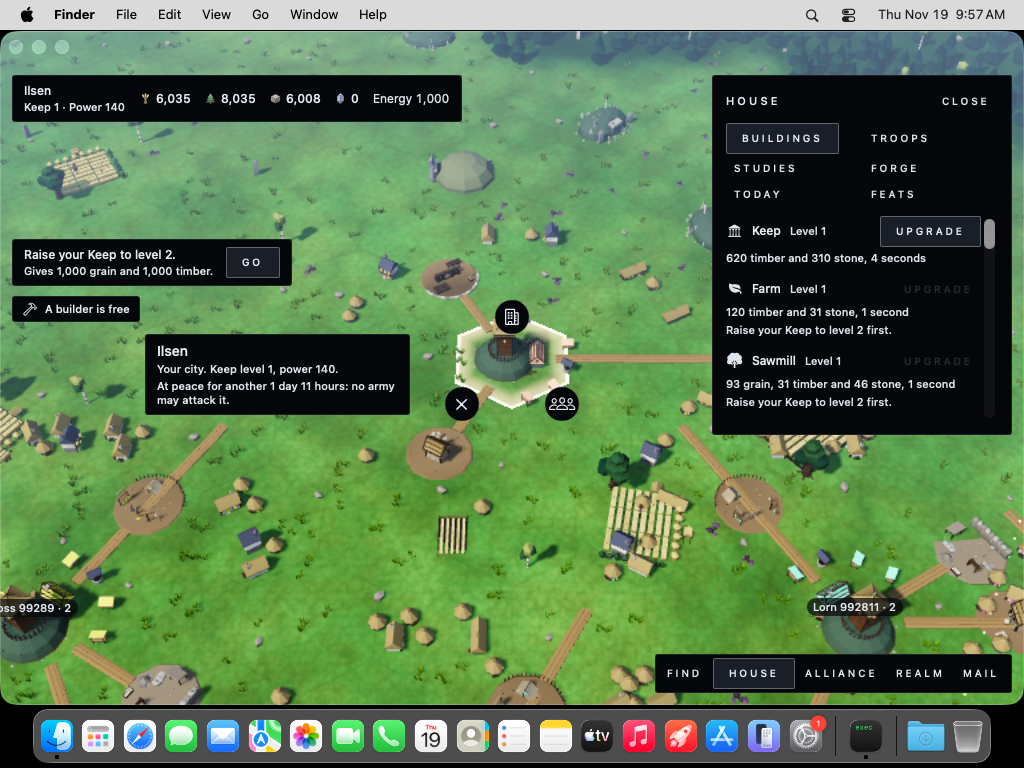 Finder File Edit View Go Window Help Thu Nov 19 9:57 AM
Ilsen
Keep 1 · Power 140
6,035 8,035 6,008 0 Energy 1,000
HOUSE CLOSE
BUILDINGS TROOPS
STUDIES FORGE
TODAY FEATS
Keep Level 1 UPGRADE
620 timber and 310 stone, 4 seconds
Farm Level 1 UPGRADE
120 timber and 31 stone, 1 second
Raise your Keep to level 2 first.
Sawmill Level 1 UPGRADE
93 grain, 31 timber and 46 stone, 1 second
Raise your Keep to level 2 first.
Raise your Keep to level 2.
Gives 1,000 grain and 1,000 timber.
GO
A builder is free
Ilsen
Your city. Keep level 1, power 140.
At peace for another 1 day 11 hours: no army
may attack it.
oss 99289 · 2
Lorn 992811 · 2
FIND HOUSE ALLIANCE REALM MAIL
Thu
19
tv
1
exec